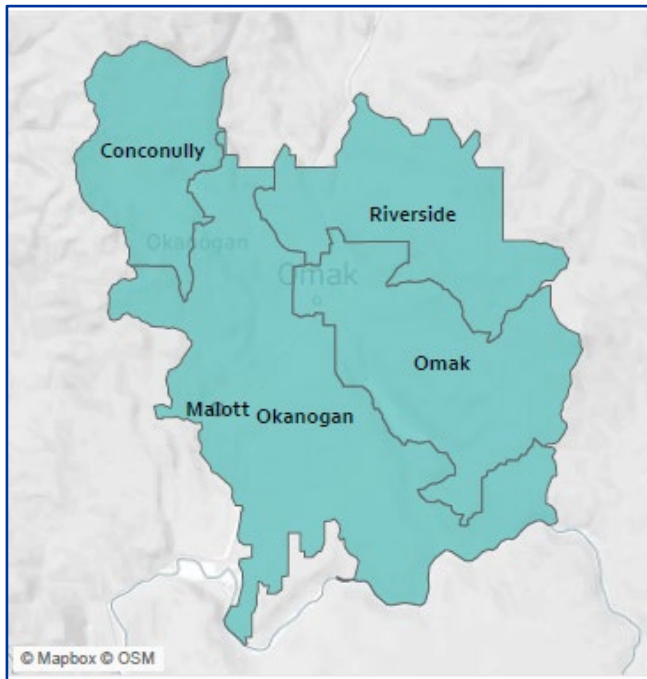 Conconully
Riverside
Okanogan
Omak
Omak
Malott
Okanogan
© Mapbox © OSM